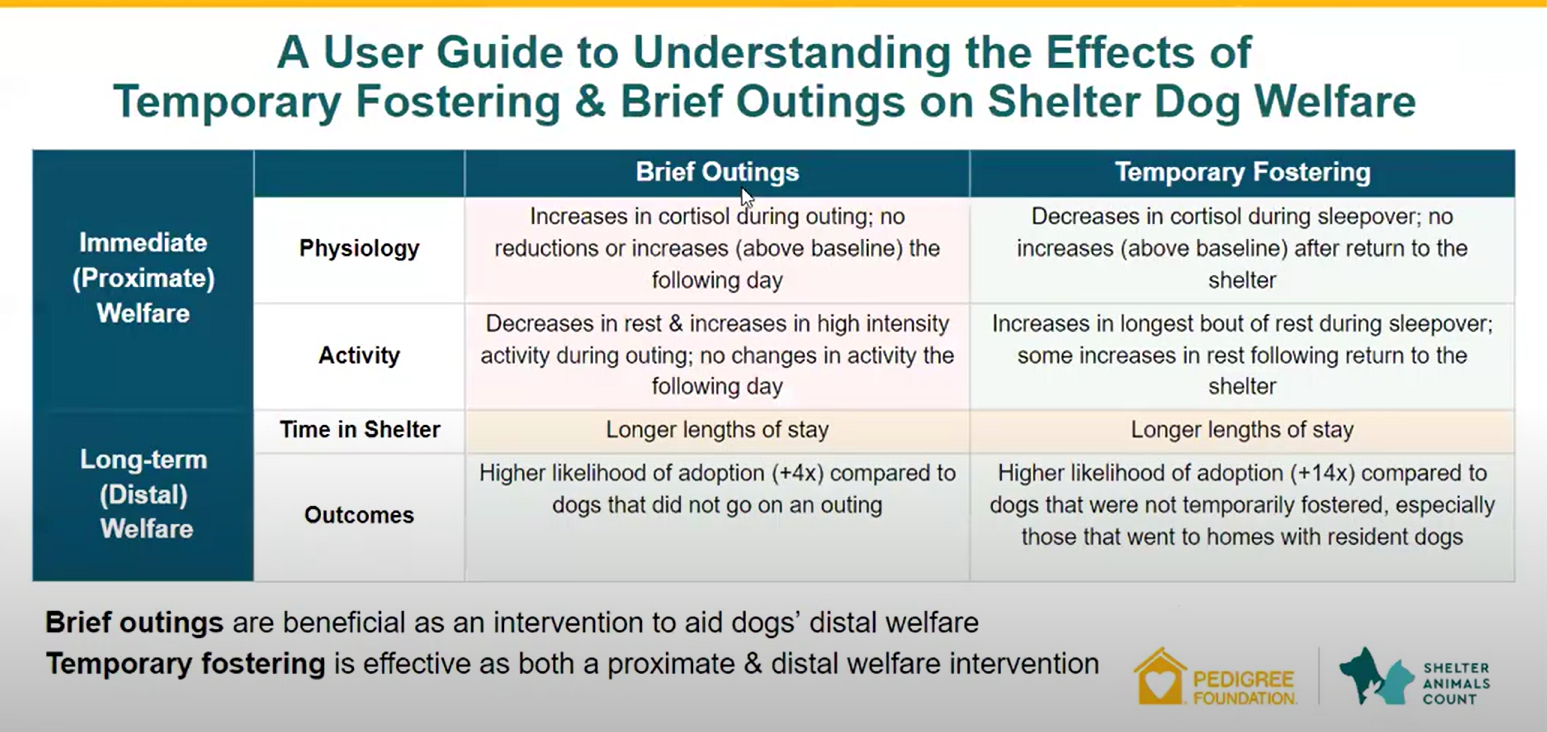 A User Guide to Understanding the Effects of
Temporary Fostering & Brief Outings on Shelter Dog Welfare
Brief Outings
Temporary Fostering
Immediate
(Proximate)
Welfare
Physiology
Increases in cortisol during outing; no
reductions or increases (above baseline) the
following day
Decreases in cortisol during sleepover; no
increases (above baseline) after return to the
shelter
Activity
Decreases in rest & increases in high intensity
activity during outing; no changes in activity the
following day
Increases in longest bout of rest during sleepover;
some increases in rest following return to the
shelter
Long-term
(Distal)
Welfare
Time in Shelter
Longer lengths of stay
Longer lengths of stay
Outcomes
Higher likelihood of adoption (+4x) compared to
dogs that did not go on an outing
Higher likelihood of adoption (+14x) compared to
dogs that were not temporarily fostered, especially
those that went to homes with resident dogs
Brief outings are beneficial as an intervention to aid dogs’ distal welfare
Temporary fostering is effective as both a proximate & distal welfare intervention
PEDIGREE
FOUNDATION.
SHELTER
ANIMALS
COUNT